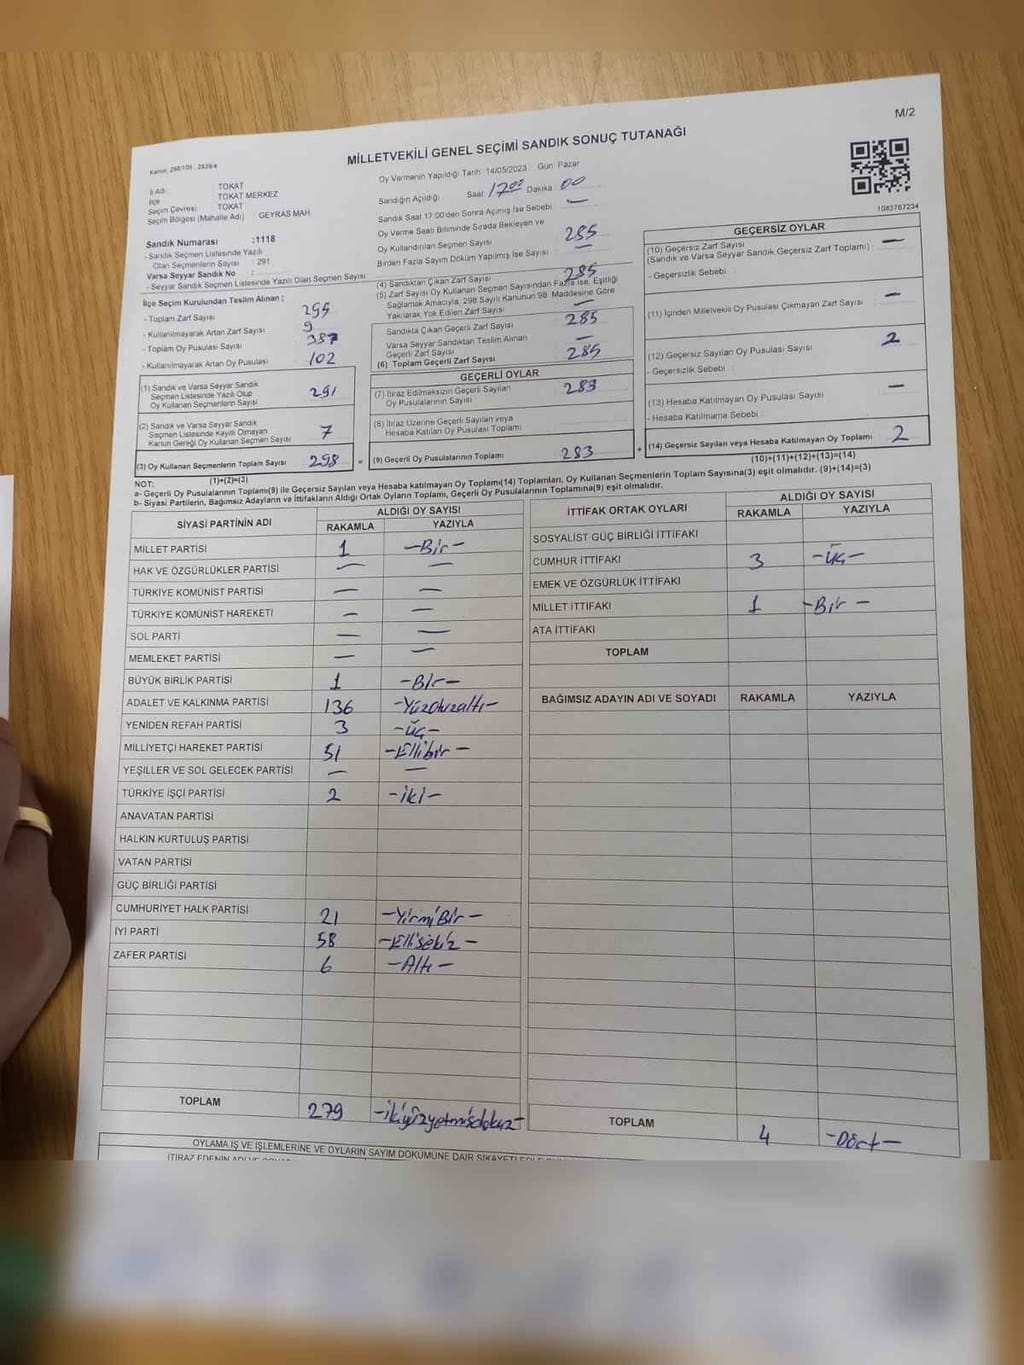 M/2
MİLLETVEKİLİ GENEL SEÇİMİ SANDIK SONUÇ TUTANAĞI
İl Adı TOKAT
İlçe TOKAT MERKEZ
Seçim Çevresi TOKAT
Seçim Bölgesi (Mahalle Adı) GEYRAS MAH.
Sandık Numarası :1118
- Sandık Seçmen Listesinde Yazılı
Olan Seçmenlerin Sayısı : 291
Varsa Seyyar Sandık No :
- Seyyar Sandık Seçmen Listesinde Yazılı Olan Seçmen Sayısı
Oy Vermenin Yapıldığı Tarih 14/05/2023 Gün Pazar
Sandığın Açıldığı Saat 17:00 Dakika 00
Sandık Saat 17:00'den Sonra Açımış İse Sebebi —
Oy Verme Saati Bitiminde Sırada Bekleyen ve
Oy Kullandırılan Seçmen Sayısı 285
Birden Fazla Sayım Döküm Yapılmış İse Sayısı —
1083767234
İlçe Seçim Kurulundan Teslim Alınan ;
- Toplam Zarf Sayısı 295
- Kullanılmayarak Artan Zarf Sayısı 9
- Toplam Oy Pusulası Sayısı 387
- Kullanılmayarak Artan Oy Pusulası 102
(1) Sandık ve Varsa Seyyar Sandık
Seçmen Listesinde Yazılı Olup
Oy Kullanan Seçmenlerin Sayısı 291
(2) Sandık ve Varsa Seyyar Sandık
Seçmen Listesinde Kayıtlı Olmayan
Kanun Gereği Oy Kullanan Seçmen Sayısı 7
(3) Oy Kullanan Seçmenlerin Toplam Sayısı 298
(1)+(2)=(3)
(4) Sandıktan Çıkan Zarf Sayısı 285
(5) Zarf Sayısı Oy Kullanan Seçmen Sayısından Fazla ise, Eşitliği
Sağlamak Amacıyla, 298 Sayılı Kanunun 98. Maddesine Göre
Yakılarak Yok Edilen Zarf Sayısı —
Sandıkta Çıkan Geçerli Zarf Sayısı 285
Varsa Seyyar Sandıktan Teslim Alınan
Geçerli Zarf Sayısı —
(6) Toplam Geçerli Zarf Sayısı 285
GEÇERLİ OYLAR
(7) İtiraz Edilmeksizin Geçerli Sayılan
Oy Pusulalarının Sayısı 283
(8) İtiraz Üzerine Geçerli Sayılan veya
Hesaba Katılan Oy Pusulası Toplamı
= (9) Geçerli Oy Pusulalarının Toplamı 283
GEÇERSİZ OYLAR
(10) Geçersiz Zarf Sayısı —
(Sandık ve Varsa Seyyar Sandık Geçersiz Zarf Toplamı)
- Geçersizlik Sebebi
(11) İçinden Milletvekili Oy Pusulası Çıkmayan Zarf Sayısı —
(12) Geçersiz Sayılan Oy Pusulası Sayısı 2
- Geçersizlik Sebebi
(13) Hesaba Katılmayan Oy Pusulası Sayısı —
- Hesaba Katılmama Sebebi
+ (14) Geçersiz Sayılan veya Hesaba Katılmayan Oy Toplamı 2
(10)+(11)+(12)+(13)=(14)
NOT:
a- Geçerli Oy Pusulalarının Toplamı(9) ile Geçersiz Sayılan veya Hesaba katılmayan Oy Toplamı(14) Toplamları, Oy Kullanan Seçmenlerin Toplam Sayısına(3) eşit olmalıdır. (9)+(14)=(3)
b- Siyasi Partilerin, Bağımsız Adayların ve İttifakların Aldığı Ortak Oyların Toplamı, Geçerli Oy Pusulalarının Toplamına(9) eşit olmalıdır.
SİYASİ PARTİNİN ADI ALDIĞI OY SAYISI
RAKAMLA YAZIYLA
MİLLET PARTİSİ 1 -Bir-
HAK VE ÖZGÜRLÜKLER PARTİSİ — —
TÜRKİYE KOMÜNİST PARTİSİ — —
TÜRKİYE KOMÜNİST HAREKETİ — —
SOL PARTİ — —
MEMLEKET PARTİSİ — —
BÜYÜK BİRLİK PARTİSİ 1 -Bir-
ADALET VE KALKINMA PARTİSİ 136 -Yüzotuzaltı-
YENİDEN REFAH PARTİSİ 3 -Üç-
MİLLİYETÇİ HAREKET PARTİSİ 51 -Ellibir-
YEŞİLLER VE SOL GELECEK PARTİSİ — —
TÜRKİYE İŞÇİ PARTİSİ 2 -iki-
ANAVATAN PARTİSİ
HALKIN KURTULUŞ PARTİSİ
VATAN PARTİSİ
GÜÇ BİRLİĞİ PARTİSİ
CUMHURİYET HALK PARTİSİ 21 -YirmiBir-
İYİ PARTİ 58 -Ellisekiz-
ZAFER PARTİSİ 6 -Altı-
TOPLAM 279 -ikiyüzyetmişdokuz-
İTTİFAK ORTAK OYLARI ALDIĞI OY SAYISI
RAKAMLA YAZIYLA
SOSYALİST GÜÇ BİRLİĞİ İTTİFAKI
CUMHUR İTTİFAKI 3 -Üç-
EMEK VE ÖZGÜRLÜK İTTİFAKI
MİLLET İTTİFAKI 1 -Bir-
ATA İTTİFAKI
TOPLAM
BAĞIMSIZ ADAYIN ADI VE SOYADI RAKAMLA YAZIYLA
TOPLAM 4 -Dört-
OYLAMA İŞ VE İŞLEMLERİNE VE OYLARIN SAYIM DÖKÜMÜNE DAİR ŞİKAYET